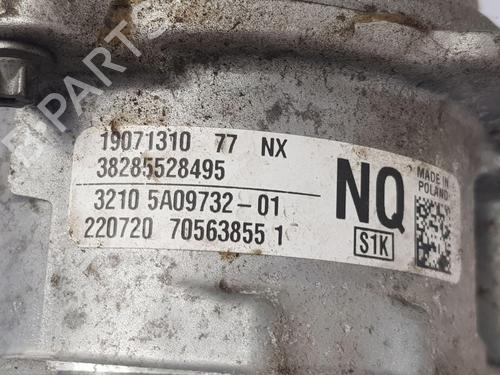 19071310 77 NX
38285528495
3210 5A09732-01
220720 70563855 1
NQ
S1K
MADE IN
POLAND
B-PARTS